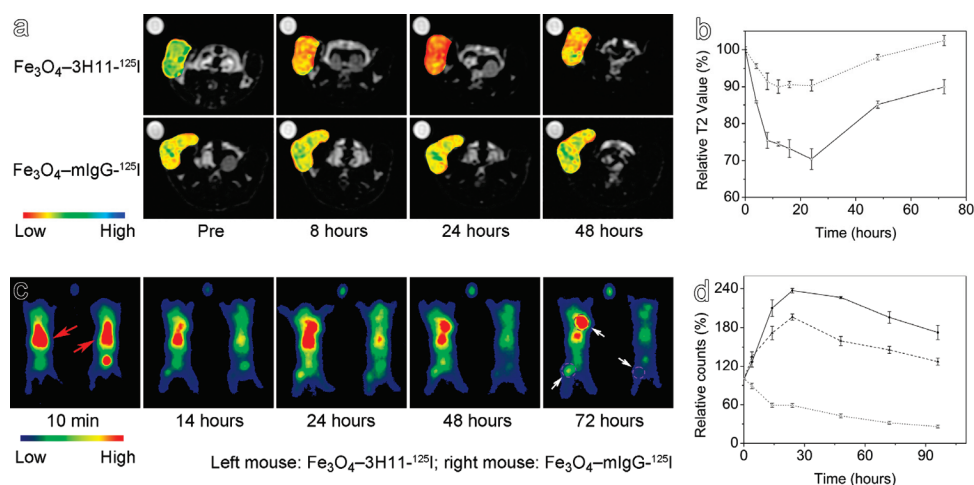 a
Fe₃O₄–3H11-¹²⁵I
Fe₃O₄–mIgG-¹²⁵I
Low High
Pre 8 hours 24 hours 48 hours
b
Relative T2 Value (%)
100
90
80
70
60
0 20 40 60 80
Time (hours)
c
10 min 14 hours 24 hours 48 hours 72 hours
Low High
Left mouse: Fe₃O₄–3H11-¹²⁵I; right mouse: Fe₃O₄–mIgG-¹²⁵I
d
Relative counts (%)
240
180
120
60
0
0 30 60 90
Time (hours)